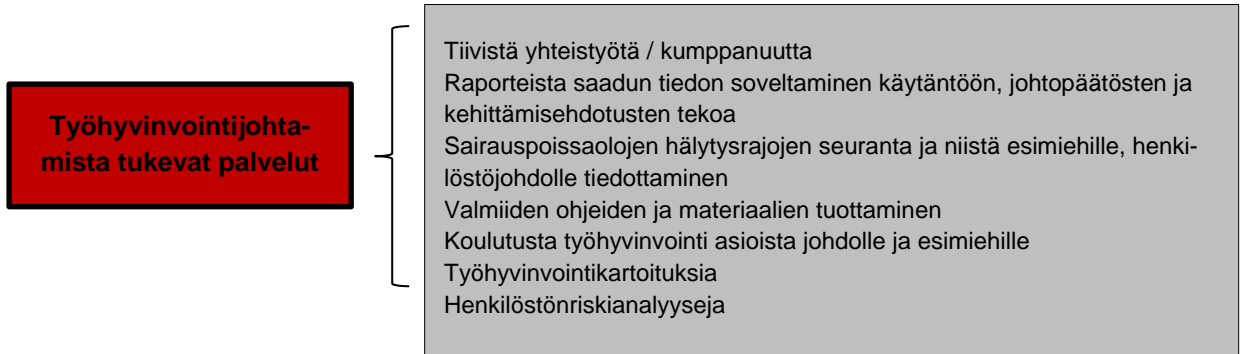 Työhyvinvointijohta-
mista tukevat palvelut
Tiivistä yhteistyötä / kumppanuutta
Raporteista saadun tiedon soveltaminen käytäntöön, johtopäätösten ja
kehittämisehdotusten tekoa
Sairauspoissaolojen hälytysrajojen seuranta ja niistä esimiehille, henki-
löstöjohdolle tiedottaminen
Valmiiden ohjeiden ja materiaalien tuottaminen
Koulutusta työhyvinvointi asioista johdolle ja esimiehille
Työhyvinvointikartoituksia
Henkilöstönriskianalyyseja